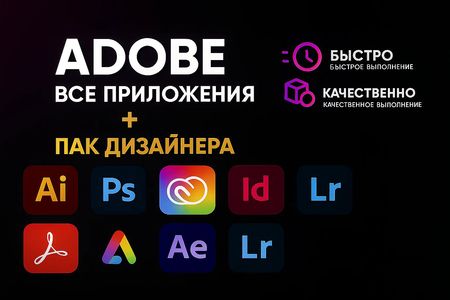 ADOBE
ВСЕ ПРИЛОЖЕНИЯ
+
ПАК ДИЗАЙНЕРА
БЫСТРО
БЫСТРОЕ ВЫПОЛНЕНИЕ
КАЧЕСТВЕННО
КАЧЕСТВЕННОЕ ВЫПОЛНЕНИЕ
Ai Ps Id Lr
Ae Lr